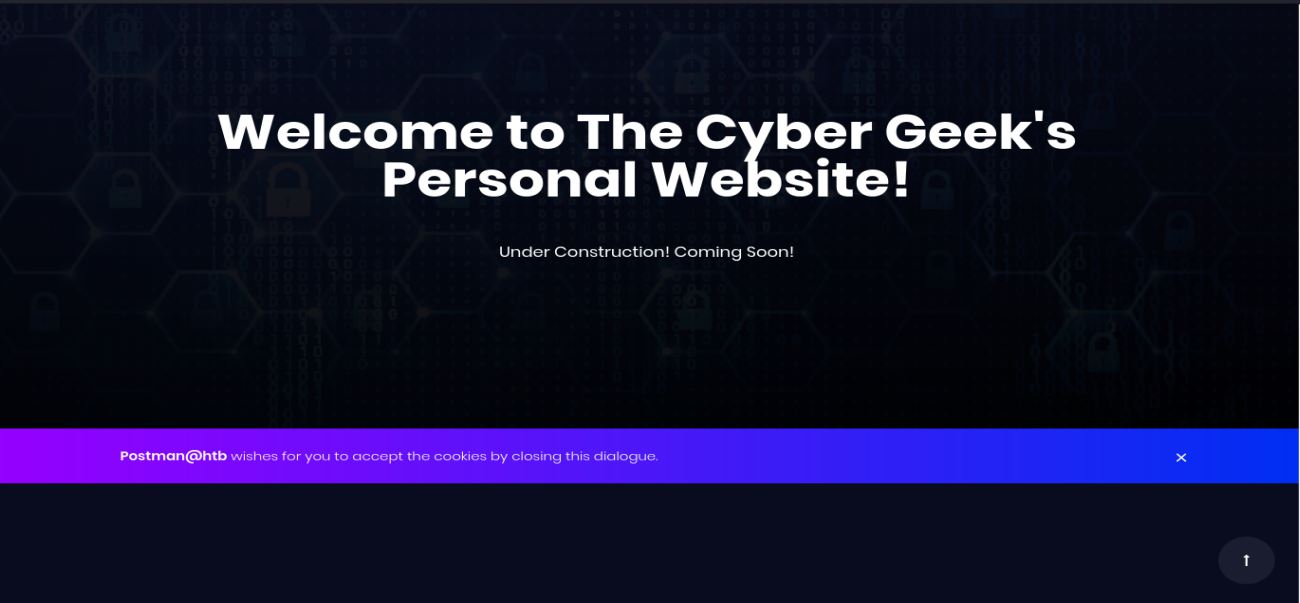 Welcome to The Cyber Geek's
Personal Website!
Under Construction! Coming Soon!
Postman@htb wishes for you to accept the cookies by closing this dialogue.